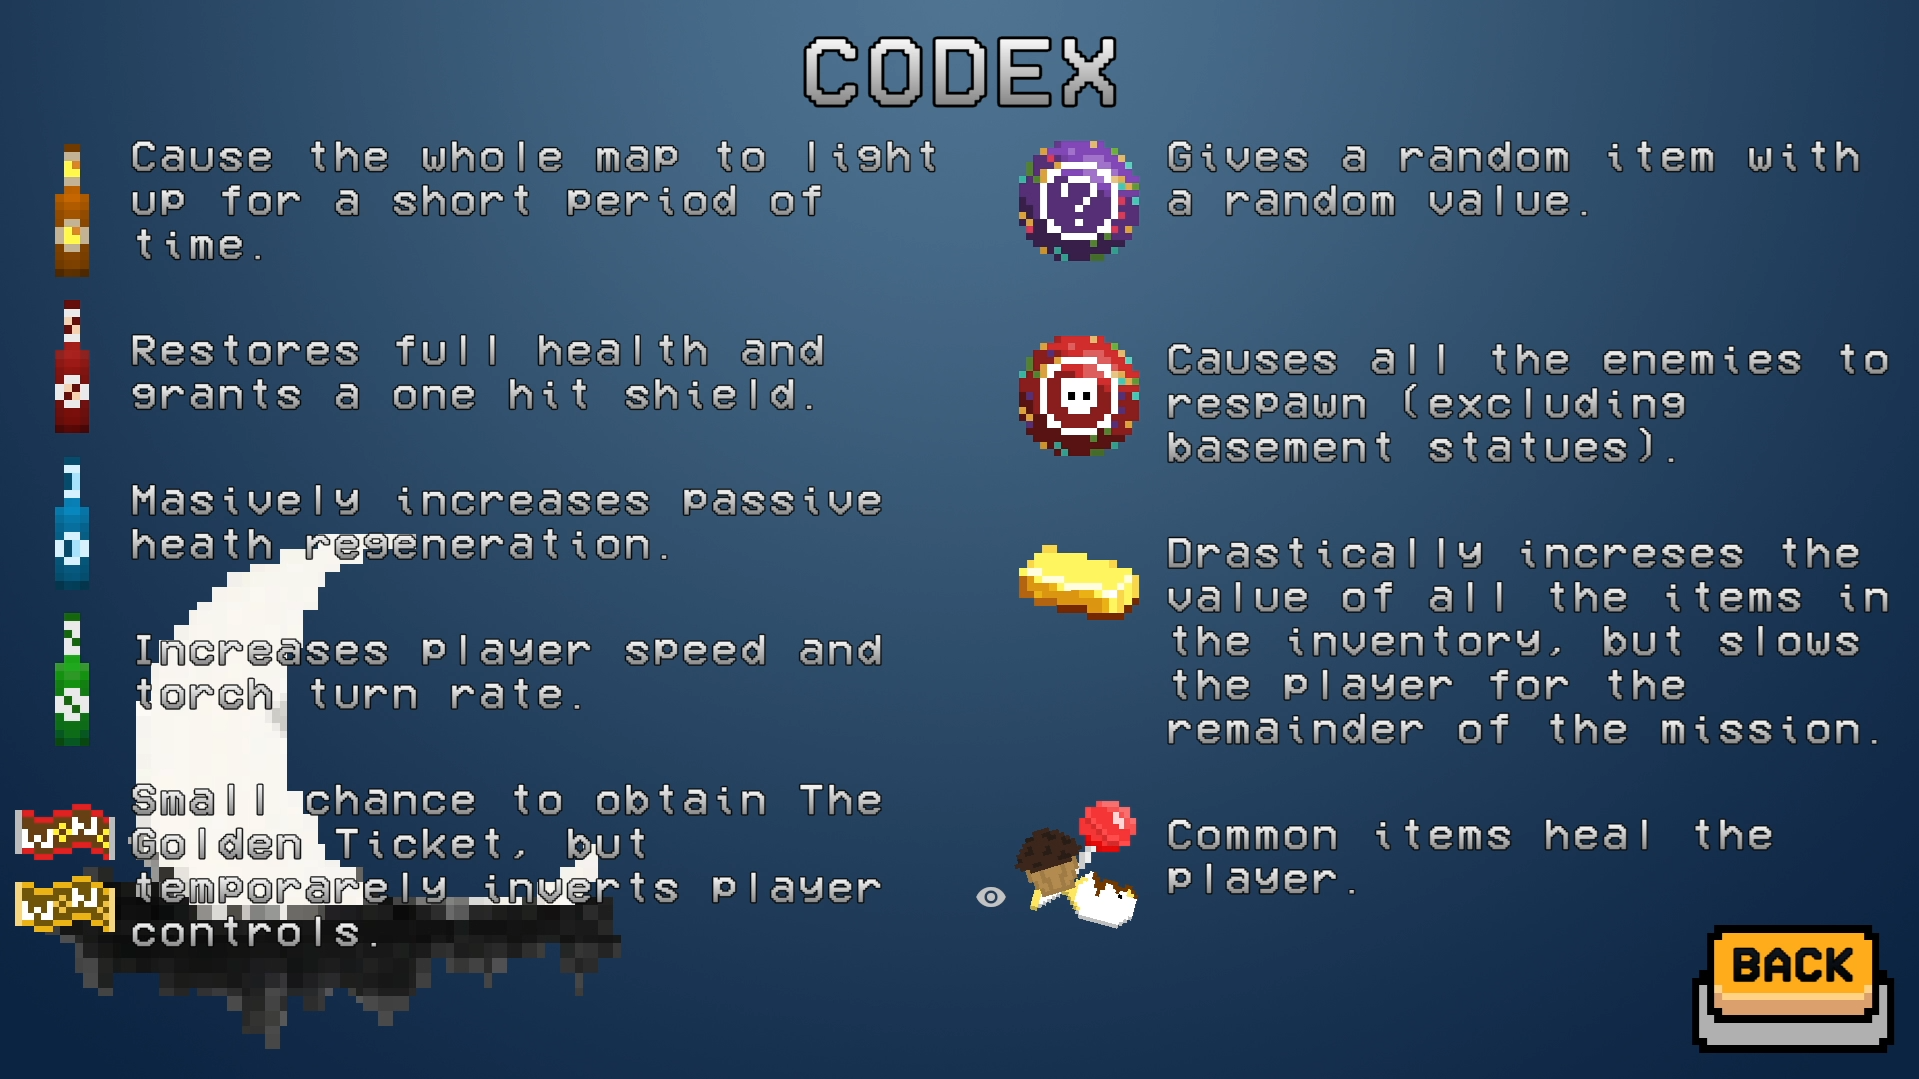 CODEX
Cause the whole map to light
up for a short period of
time.
Restores full health and
grants a one hit shield.
Masively increases passive
heath regeneration.
Increases player speed and
torch turn rate.
Small chance to obtain The
Golden Ticket, but
temporarely inverts player
controls.
Gives a random item with
a random value.
Causes all the enemies to
respawn (excluding
basement statues).
Drastically increses the
value of all the items in
the inventory, but slows
the player for the
remainder of the mission.
Common items heal the
player.
BACK